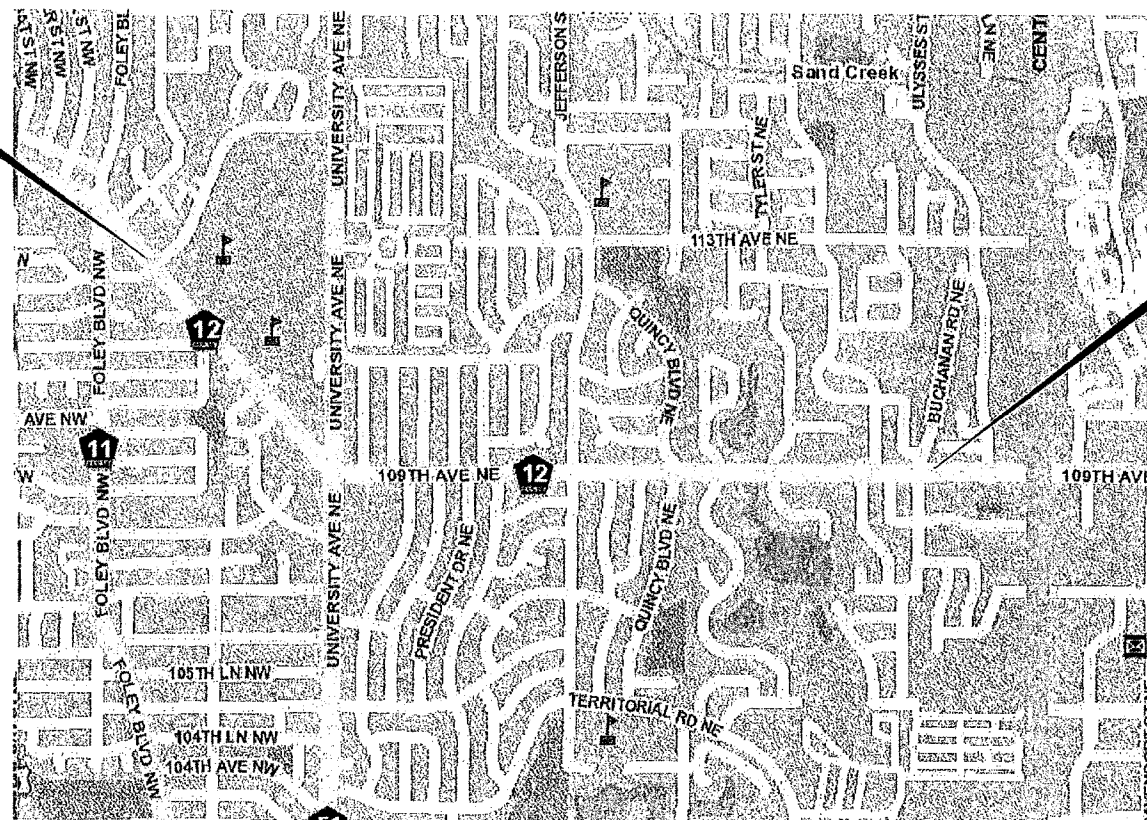 FOLEY BL
UNIVERSITY AVE NE
JEFFERSON S
Sand Creek
ULYSSES ST
LN NE
CENT
TYLER ST NE
113TH AVE NE
N
FOLEY BLVD NW
UNIVERSITY AVE NE
12
QUINCY BLVD NE
BUCHANAN RD NE
AVE NW
11
W
109TH AVE NE
12
109TH AVE
FOLEY BLVD NW
UNIVERSITY AVE NE
PRESIDENT DR NE
QUINCY BLVD NE
105TH LN NW
FOLEY BLVD NW
TERRITORIAL RD NE
104TH LN NW
104TH AVE NW